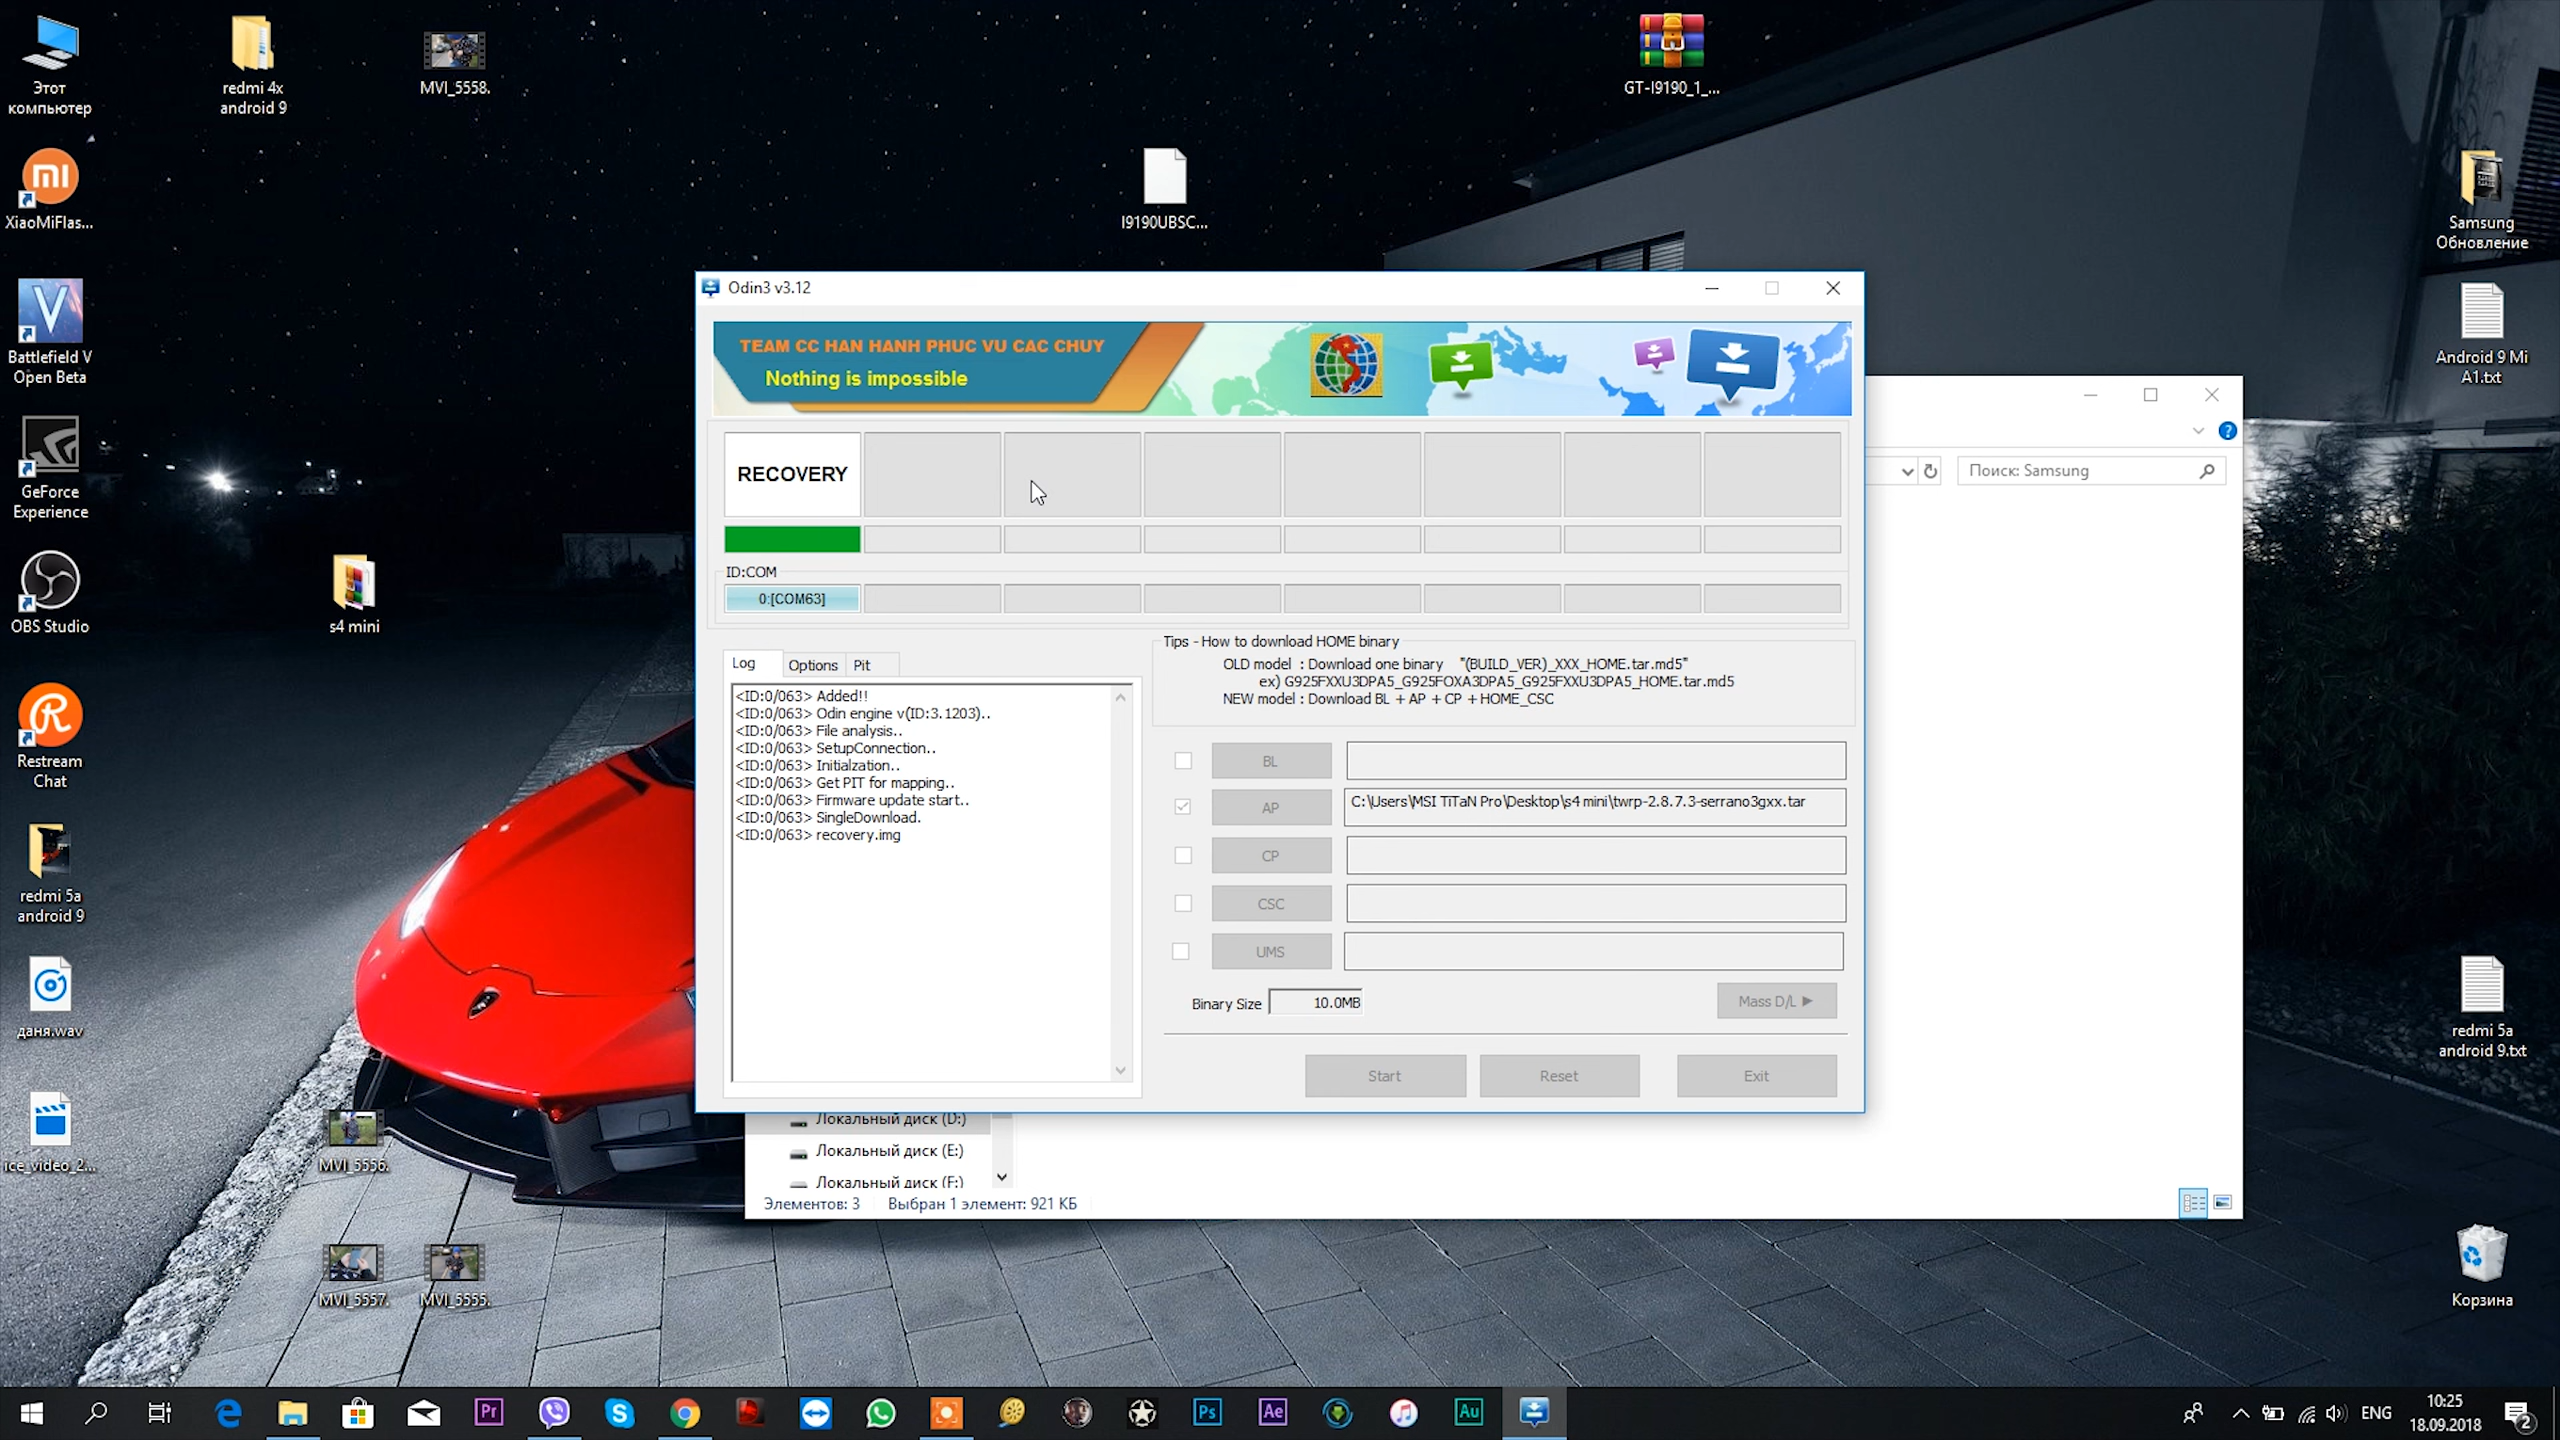 Этот
компьютер
redmi 4x
android 9
MVI_5558.
GT-I9190_1_...
XiaoMiFlas...
I9190UBSC...
Samsung
Обновление
Battlefield V
Open Beta
Android 9 Mi
A1.txt
GeForce
Experience
OBS Studio
s4 mini
Restream
Chat
redmi 5a
android 9
даня.wav
redmi 5a
android 9.txt
ice_video_2...
MVI_5556.
MVI_5557.
MVI_5555.
Корзина
Odin3 v3.12
TEAM CC HAN HANH PHUC VU CAC CHUY
Nothing is impossible
RECOVERY
ID:COM
0:[COM63]
Log
Options
Pit
<ID:0/063> Added!!
<ID:0/063> Odin engine v(ID:3.1203)..
<ID:0/063> File analysis..
<ID:0/063> SetupConnection..
<ID:0/063> Initialzation..
<ID:0/063> Get PIT for mapping..
<ID:0/063> Firmware update start..
<ID:0/063> SingleDownload.
<ID:0/063> recovery.img
Tips - How to download HOME binary
OLD model : Download one binary "(BUILD_VER)_XXX_HOME.tar.md5"
ex) G925FXXU3DPA5_G925FOXA3DPA5_G925FXXU3DPA5_HOME.tar.md5
NEW model : Download BL + AP + CP + HOME_CSC
BL
AP C:\Users\MSI TiTaN Pro\Desktop\s4 mini\twrp-2.8.7.3-serrano3gxx.tar
CP
CSC
UMS
Binary Size 10.0MB
Mass D/L
Start
Reset
Exit
Поиск: Samsung
Локальный диск (D:)
Локальный диск (E:)
Локальный диск (F:)
Элементов: 3 Выбран 1 элемент: 921 КБ
Pr
Ps
Ae
Au
ENG
10:25
18.09.2018
2